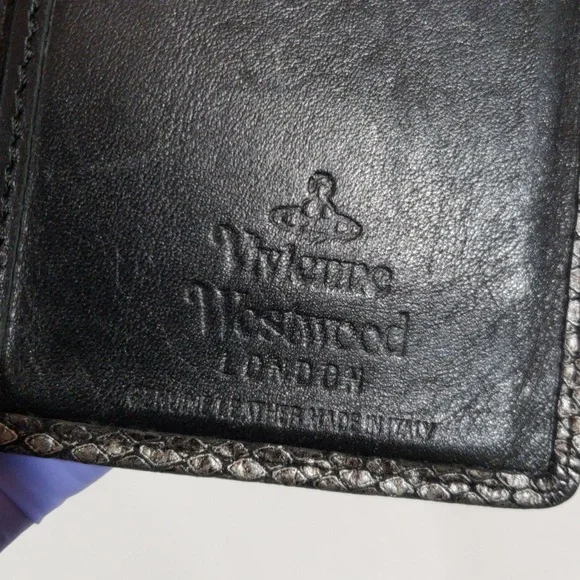 Vivienne
Westwood
LONDON
GENUINE LEATHER MADE IN ITALY